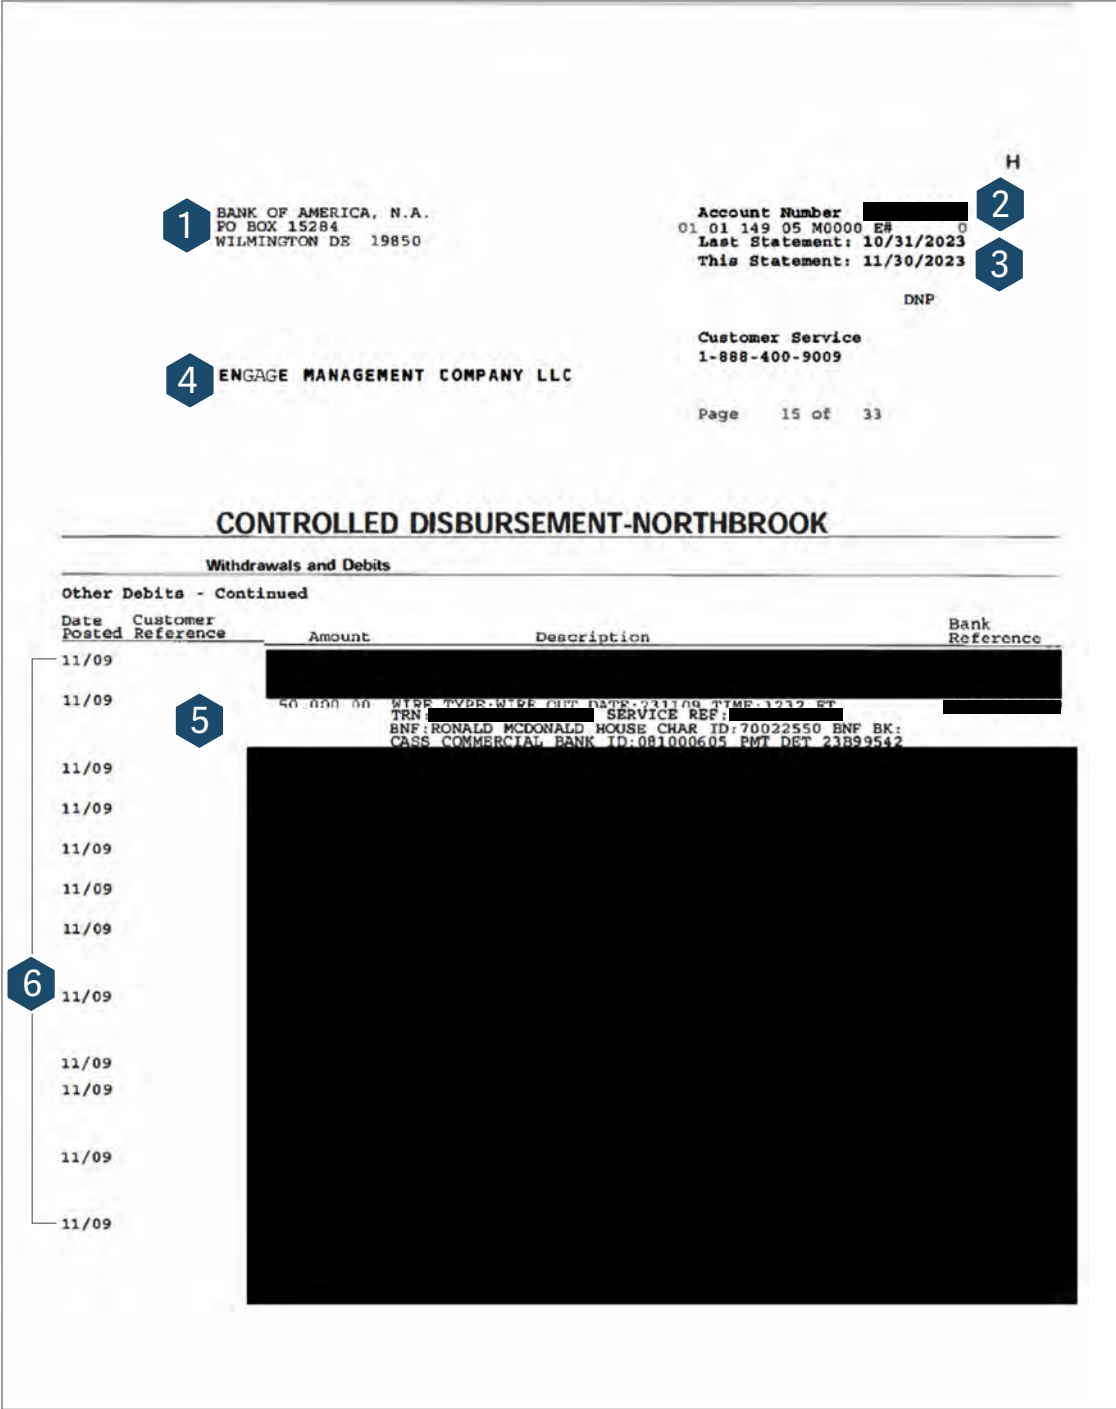 H
1
BANK OF AMERICA, N.A.
PO BOX 15284
WILMINGTON DE 19850
2
Account Number
01 01 149 05 M0000 E# 0
Last Statement: 10/31/2023
This Statement: 11/30/2023
3
DNP
Customer Service
1-888-400-9009
4
ENGAGE MANAGEMENT COMPANY LLC
Page 15 of 33
CONTROLLED DISBURSEMENT-NORTHBROOK
Withdrawals and Debits
Other Debits - Continued
Date Customer
Posted Reference Amount Description Bank Reference
11/09
11/09 50,000.00 WIRE TYPE:WIRE OUT DATE:231109 TIME:1232 ET
5
TRN: SERVICE REF:
BNF:RONALD MCDONALD HOUSE CHAR ID:70022550 BNF BK:
CASS COMMERCIAL BANK ID:081000605 PMT DET 23B99542
11/09
11/09
11/09
11/09
11/09
6
11/09
11/09
11/09
11/09
11/09